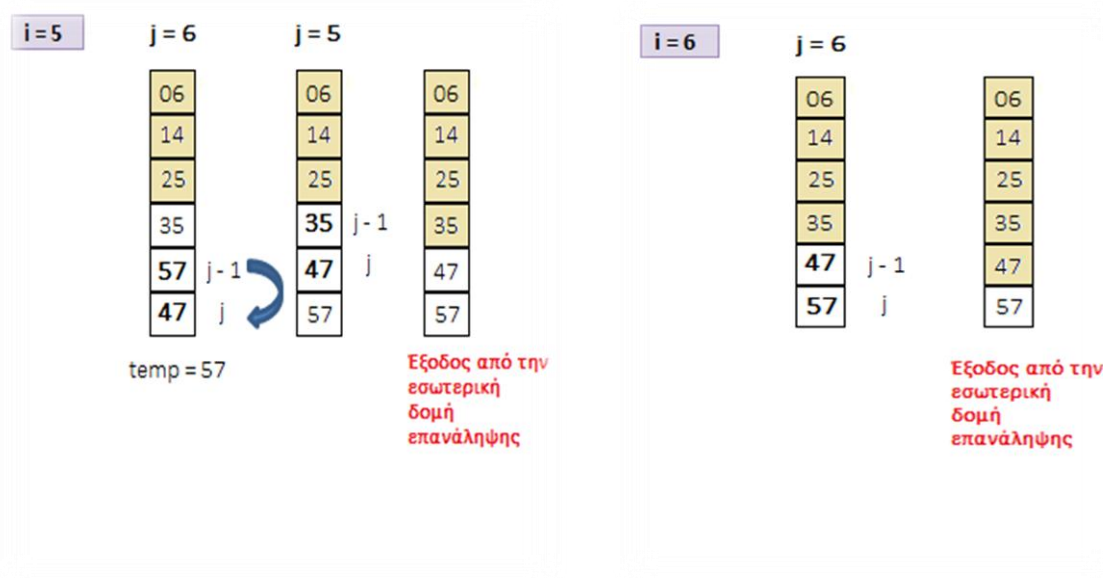 i = 5
j = 6
j = 5
06
06
06
14
14
14
25
25
25
35
35
j - 1
35
57
j - 1
47
j
47
47
j
57
57
temp = 57
Έξοδος από την
εσωτερική
δομή
επανάληψης
i = 6
j = 6
06
06
14
14
25
25
35
35
47
j - 1
47
57
j
57
Έξοδος από την
εσωτερική
δομή
επανάληψης